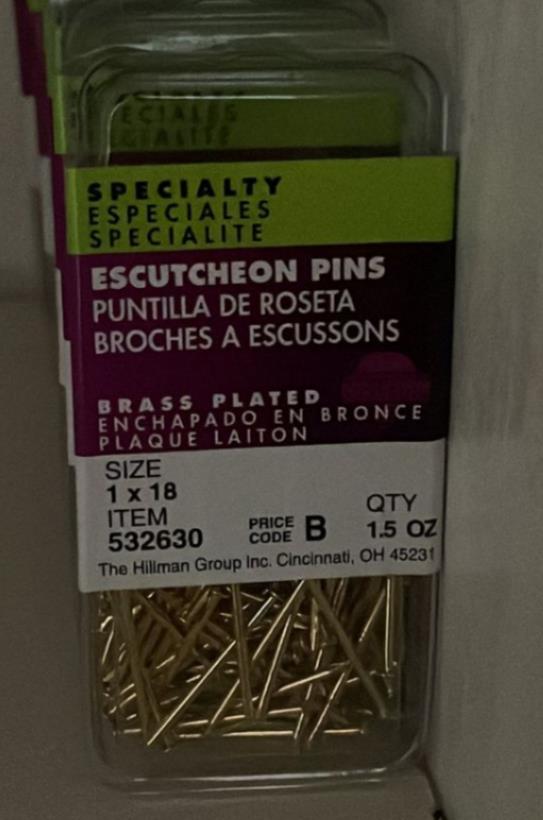 ECIALES
SPECIALTY
ESPECIALES
SPECIALITE
ESCUTCHEON PINS
PUNTILLA DE ROSETA
BROCHES A ESCUSSONS
BRASS PLATED
ENCHAPADO EN BRONCE
PLAQUE LAITON
SIZE
1 x 18
ITEM
532630
PRICE CODE B
QTY
1.5 OZ
The Hillman Group Inc. Cincinnati, OH 45231